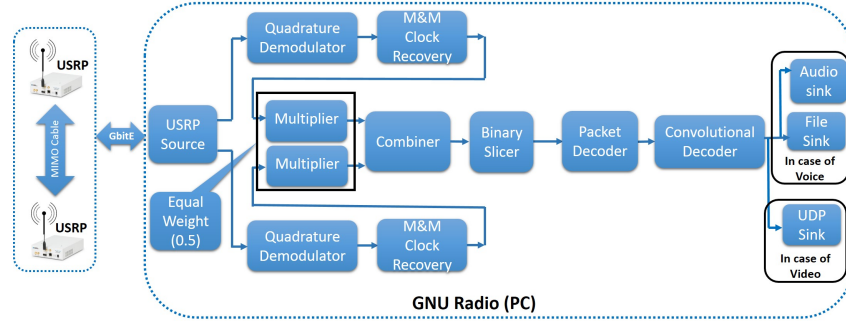 USRP
MIMO Cable
USRP
GbitE
USRP
Source
Quadrature
Demodulator
M&M
Clock
Recovery
Multiplier
Multiplier
Equal
Weight
(0.5)
Quadrature
Demodulator
M&M
Clock
Recovery
Combiner
Binary
Slicer
Packet
Decoder
Convolutional
Decoder
Audio
sink
File
Sink
In case of
Voice
UDP
Sink
In case of
Video
GNU Radio (PC)